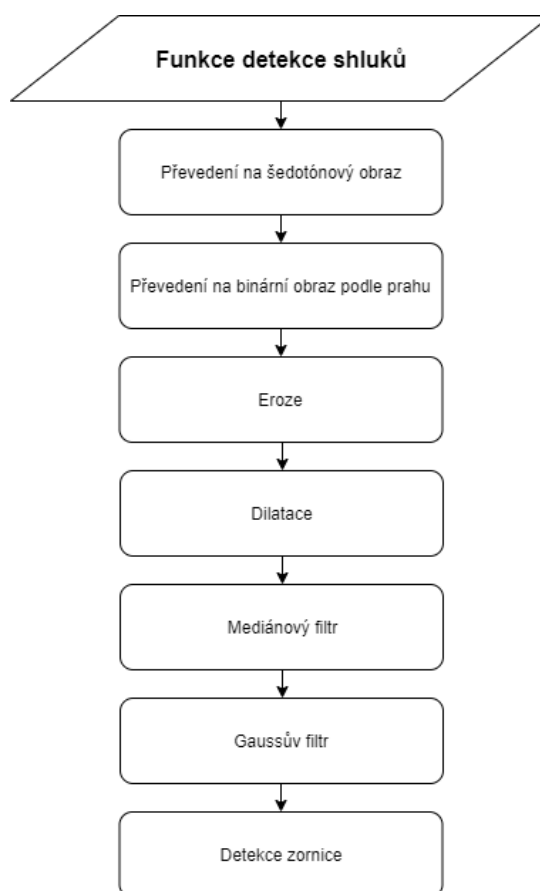 Funkce detekce shluků
Převedení na šedotónový obraz
Převedení na binární obraz podle prahu
Eroze
Dilatace
Mediánový filtr
Gaussův filtr
Detekce zornice